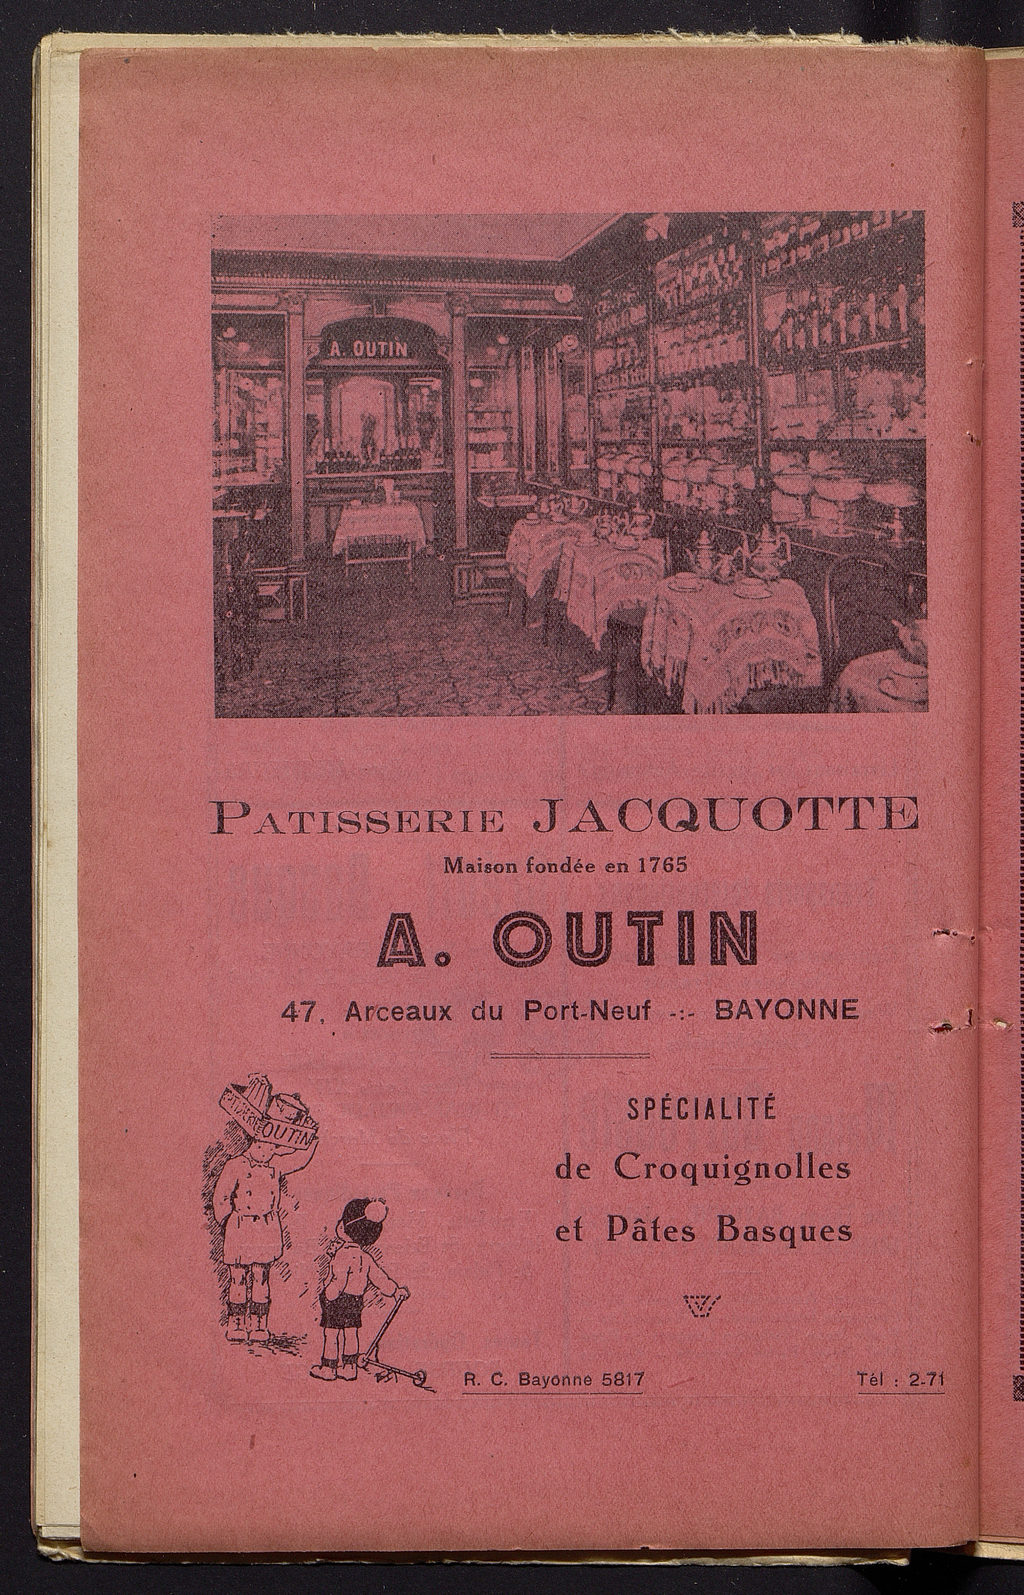 A. OUTIN
PATISSERIE JACQUOTTE
Maison fondée en 1765
A. OUTIN
47, Arceaux du Port-Neuf -:- BAYONNE
OUTIN
SPÉCIALITÉ
de Croquignolles
et Pâtes Basques
R. C. Bayonne 5817
Tél : 2-71